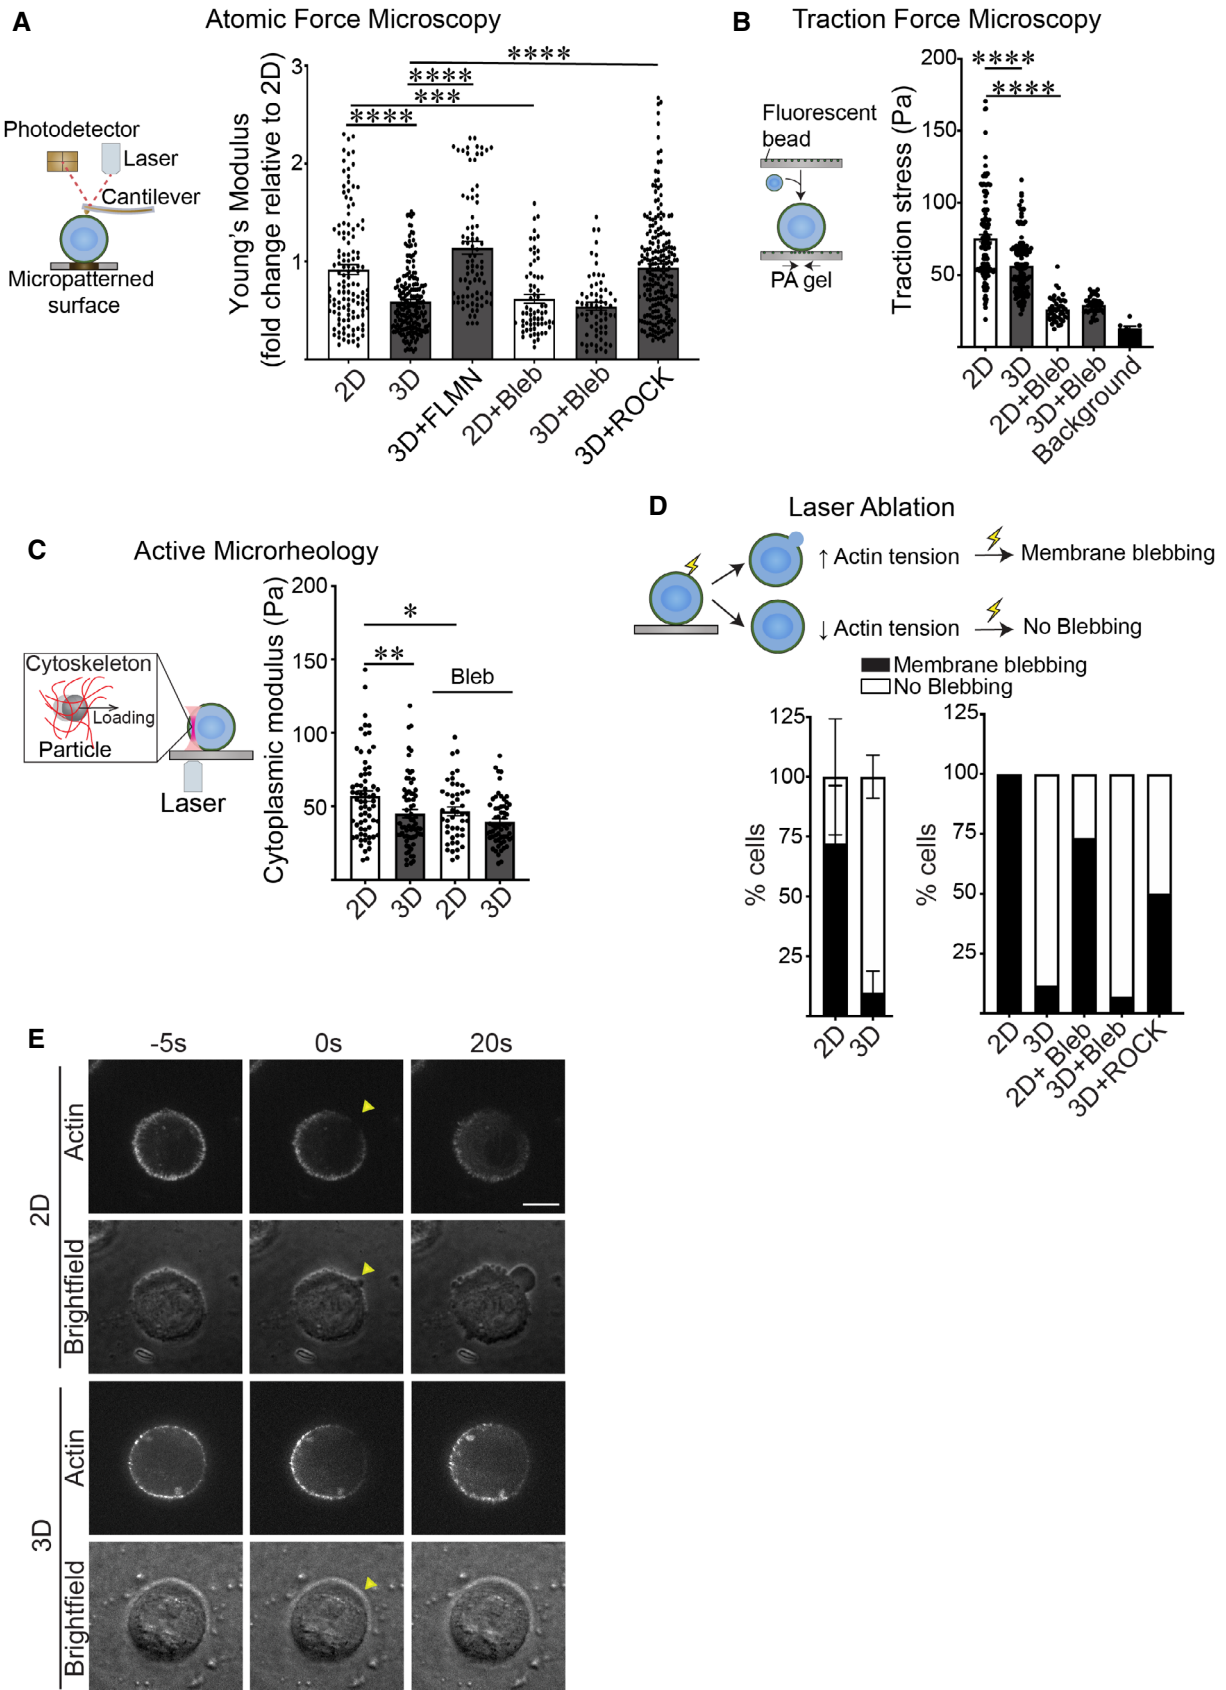 A
Atomic Force Microscopy
Photodetector
Laser
Cantilever
Micropatterned
surface
Young's Modulus
(fold change relative to 2D)
3
2
1
****
****
***
****
2D
3D
3D+FLMN
2D+Bleb
3D+Bleb
3D+ROCK
B
Traction Force Microscopy
Fluorescent
bead
PA gel
Traction stress (Pa)
200
150
100
50
****
****
2D
3D
2D+Bleb
3D+Bleb
Background
C
Active Microrheology
Cytoskeleton
Loading
Particle
Laser
Cytoplasmic modulus (Pa)
200
150
100
50
*
**
Bleb
2D
3D
2D
3D
D
Laser Ablation
↑ Actin tension
Membrane blebbing
↓ Actin tension
No Blebbing
Membrane blebbing
No Blebbing
% cells
125
100
75
50
25
2D
3D
% cells
125
100
75
50
25
2D
3D
2D+ Bleb
3D+Bleb
3D+ROCK
E
-5s
0s
20s
2D
Actin
Brightfield
3D
Actin
Brightfield